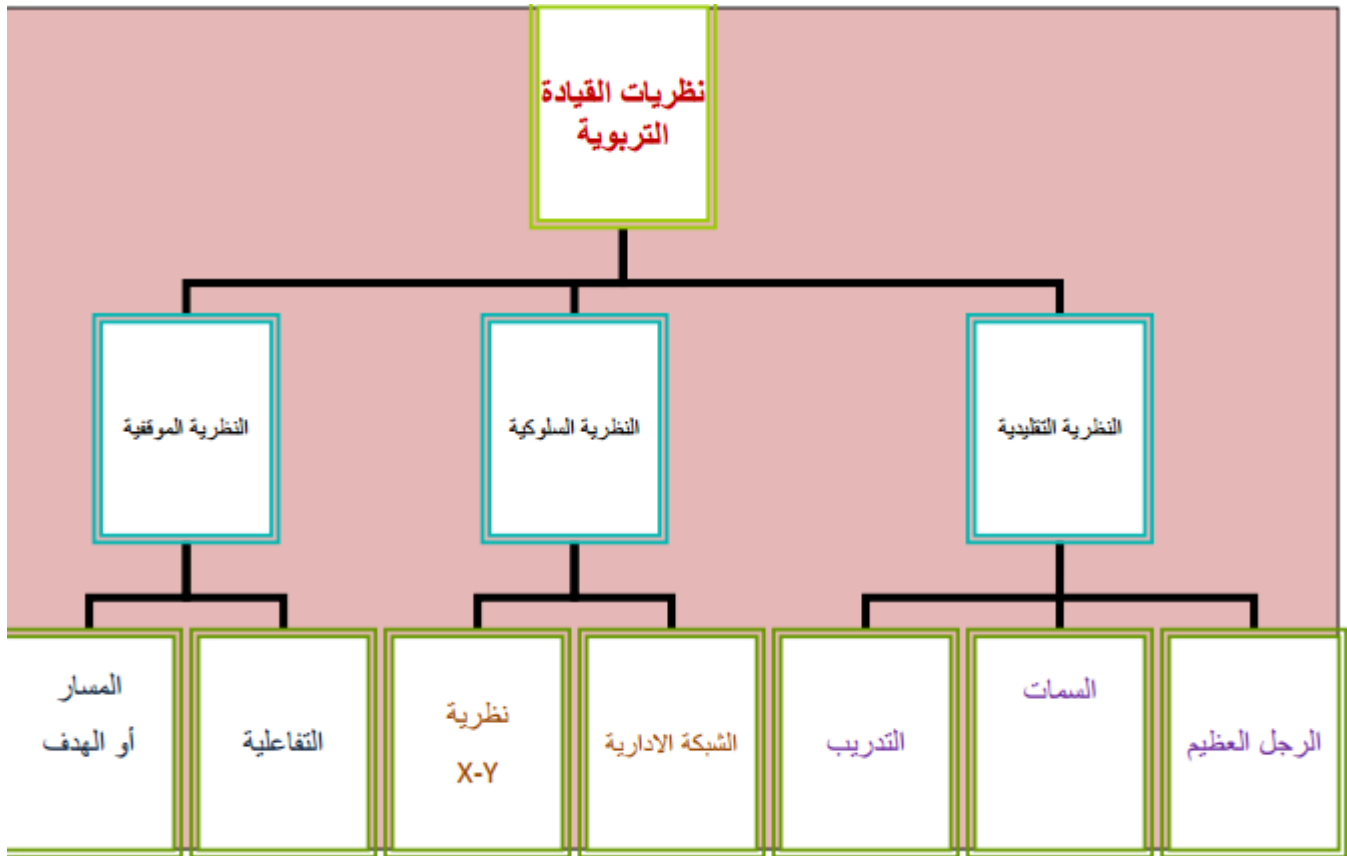 نظريات القيادة
التربوية
النظرية التقليدية
النظرية السلوكية
النظرية الموقفية
الرجل العظيم
السمات
التدريب
الشبكة الادارية
نظرية
X-Y
التفاعلية
المسار
أو الهدف